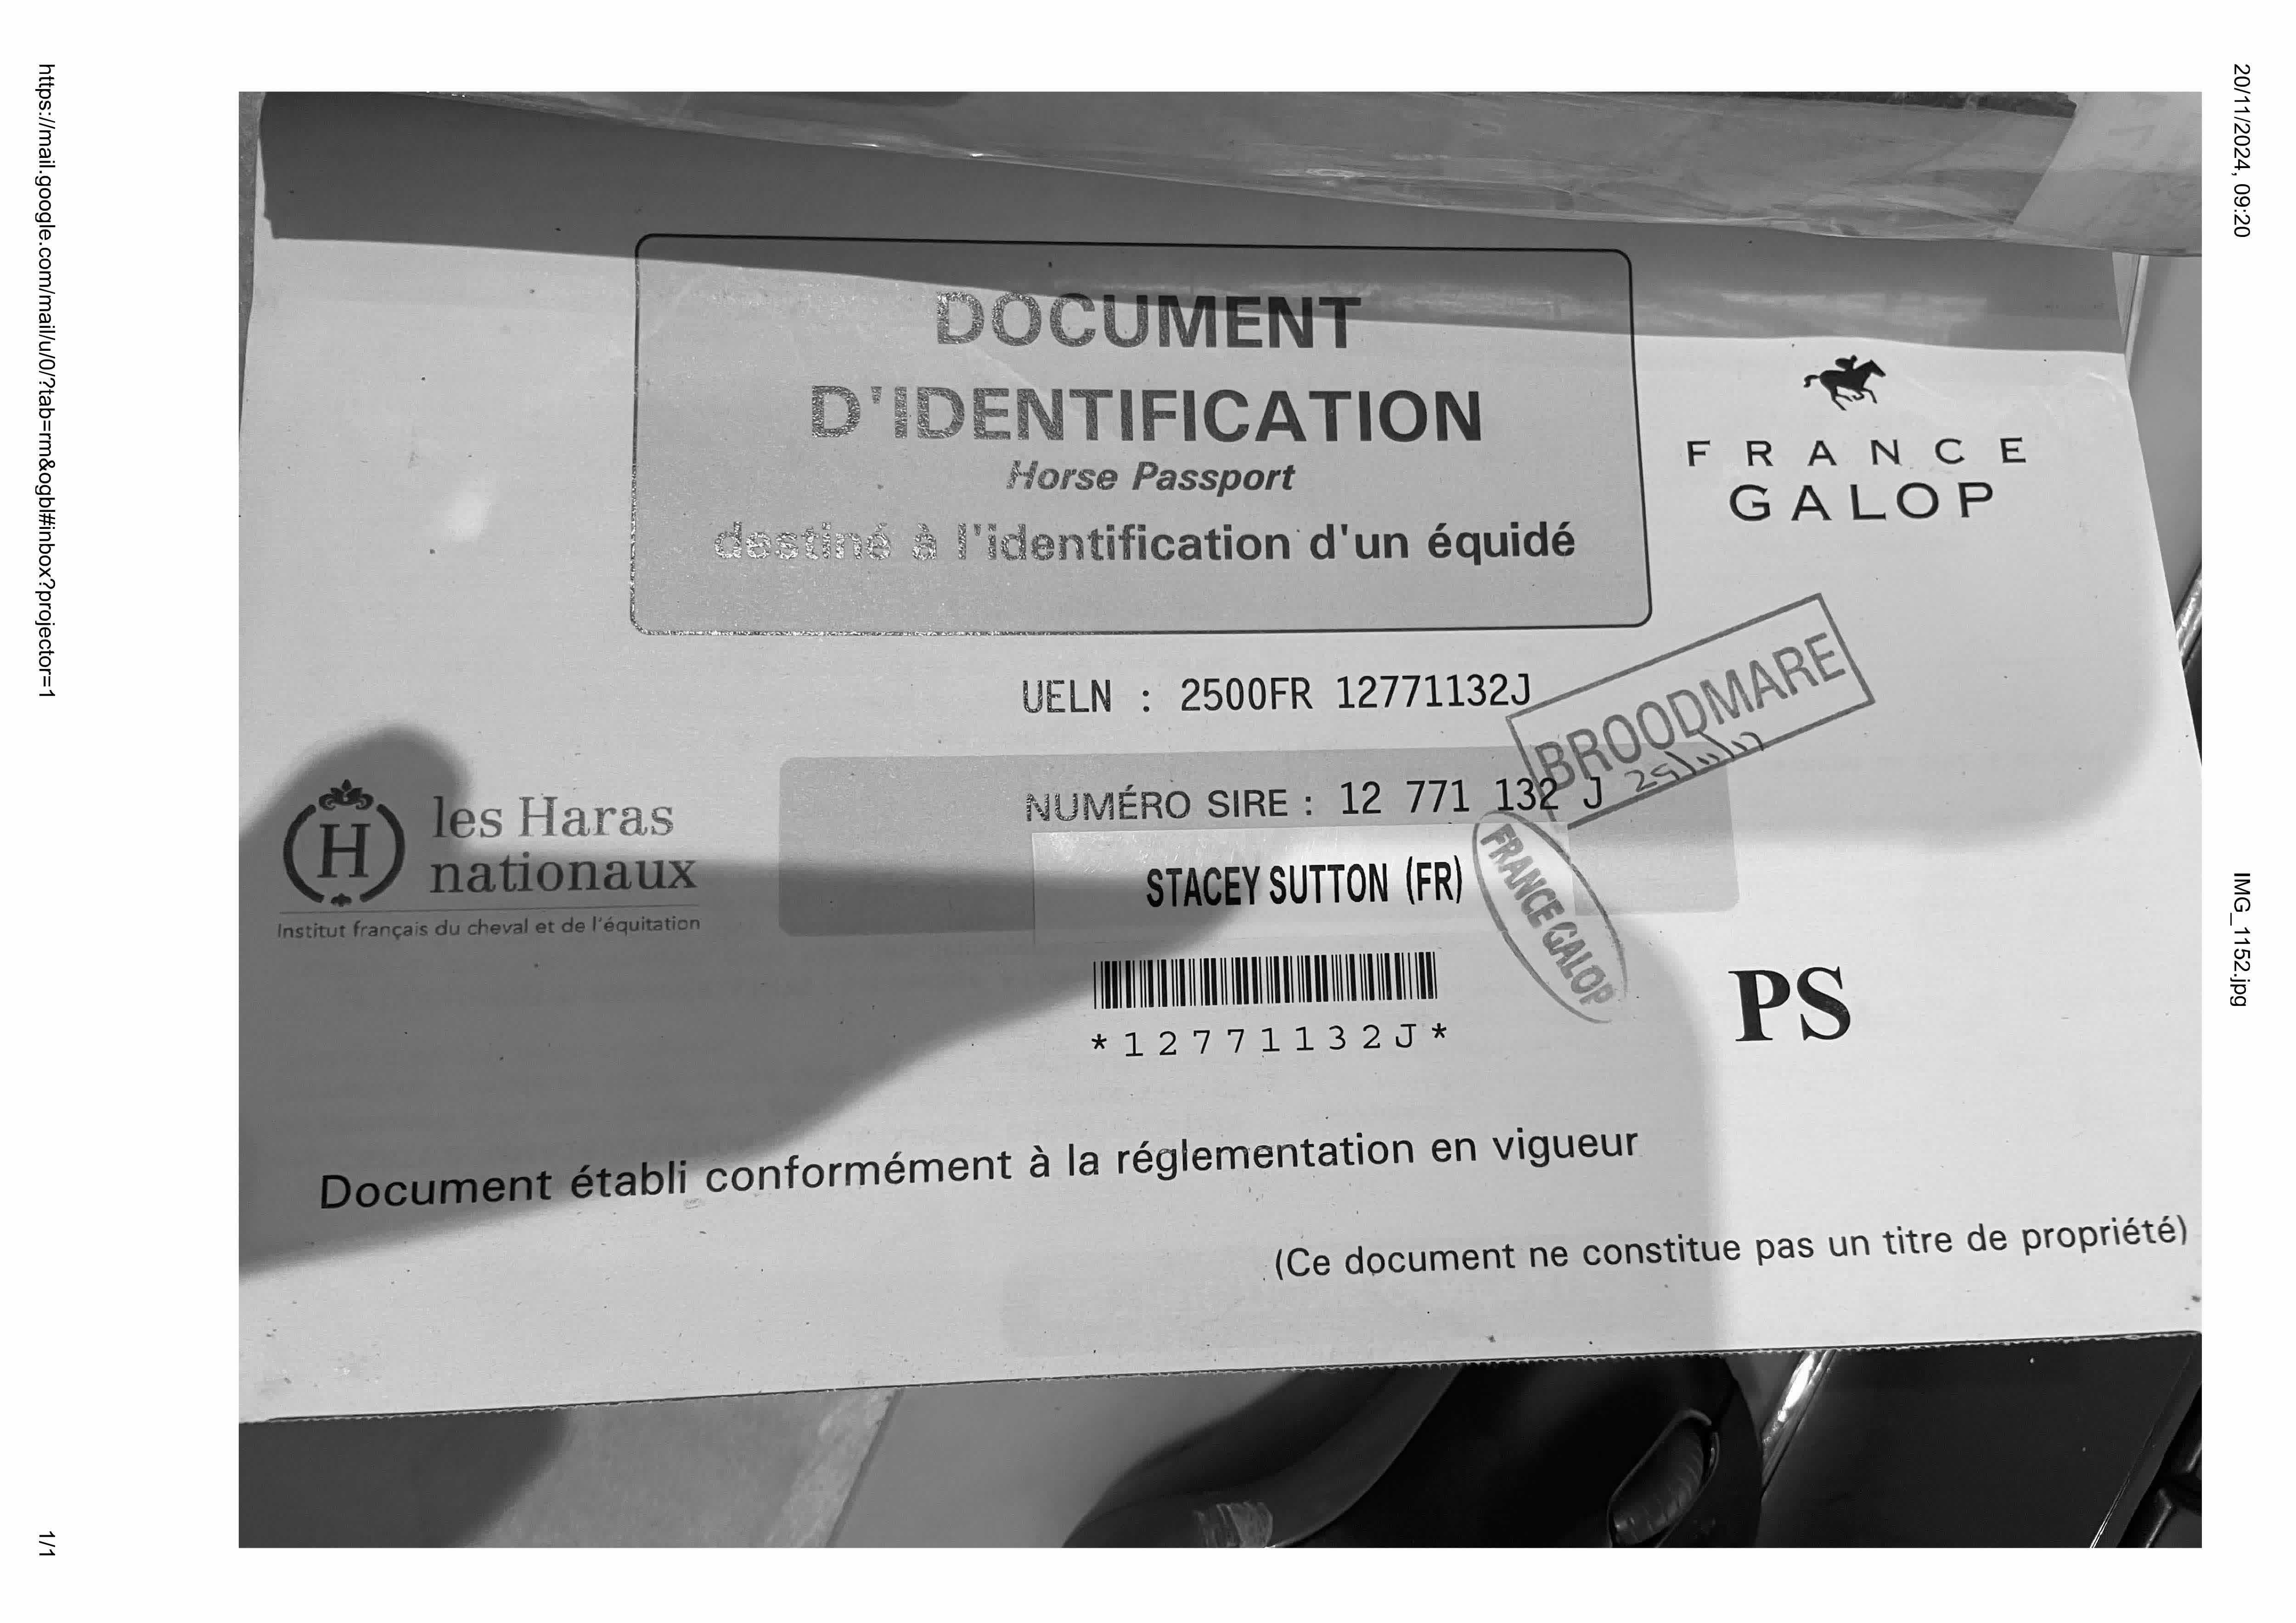 20/11/2024, 09:20
IMG_1152.jpg
DOCUMENT
D'IDENTIFICATION
Horse Passport
destiné à l'identification d'un équidé
FRANCE
GALOP
UELN : 2500FR 12771132J
BROODMARE
NUMÉRO SIRE : 12 771 132 J
les Haras
nationaux
Institut français du cheval et de l'équitation
STACEY SUTTON (FR)
FRANCE GALOP
*12771132J*
PS
Document établi conformément à la réglementation en vigueur
(Ce document ne constitue pas un titre de propriété)
https://mail.google.com/mail/u/0/?tab=rm&ogbl#inbox?projector=1
1/1